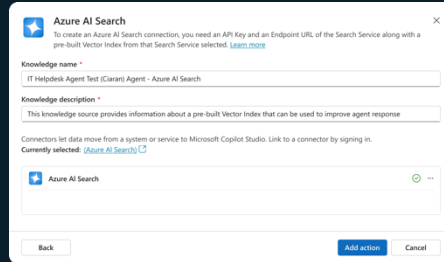 Azure AI Search
To create an Azure AI Search connection, you need an API Key and an Endpoint URL of the Search Service along with a
pre-built Vector Index from that Search Service selected. Learn more
Knowledge name *
IT Helpdesk Agent Test (Ciaran) Agent - Azure AI Search
Knowledge description *
This knowledge source provides information about a pre-built Vector Index that can be used to improve agent response
Connectors let data move from a system or service to Microsoft Copilot Studio. Link to a connector by signing in.
Currently selected: (Azure AI Search)
Azure AI Search
Back
Add action
Cancel